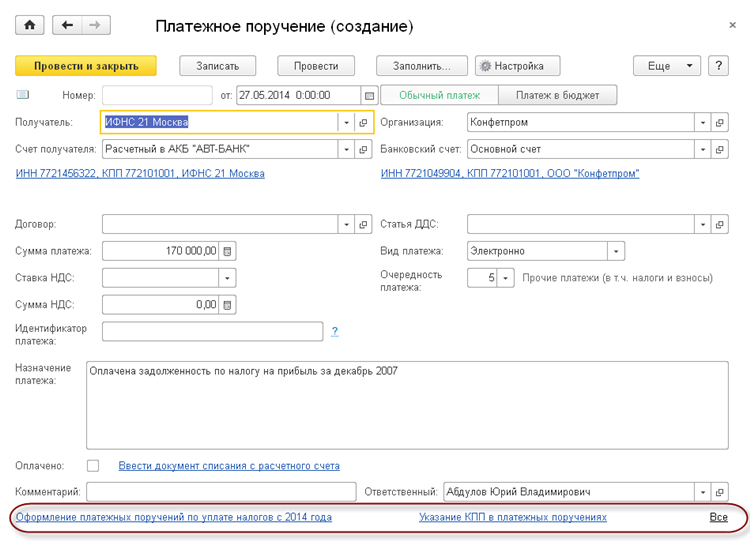 Платежное поручение (создание)
Провести и закрыть Записать Провести Заполнить... Настройка Еще ?
Номер: от: 27.05.2014 0:00:00 Обычный платеж Платеж в бюджет
Получатель: ИФНС 21 Москва Организация: Конфетпром
Счет получателя: Расчетный в АКБ "АВТ-БАНК" Банковский счет: Основной счет
ИНН 7721456322, КПП 772101001, ИФНС 21 Москва ИНН 7721049904, КПП 772101001, ООО "Конфетпром"
Договор: Статья ДДС:
Сумма платежа: 170 000,00 Вид платежа: Электронно
Ставка НДС: Очередность платежа: 5 Прочие платежи (в т.ч. налоги и взносы)
Сумма НДС: 0,00
Идентификатор
платежа: ?
Назначение
платежа:
Оплачена задолженность по налогу на прибыль за декабрь 2007
Оплачено: Ввести документ списания с расчетного счета
Комментарий: Ответственный: Абдулов Юрий Владимирович
Оформление платежных поручений по уплате налогов с 2014 года Указание КПП в платежных поручениях Все